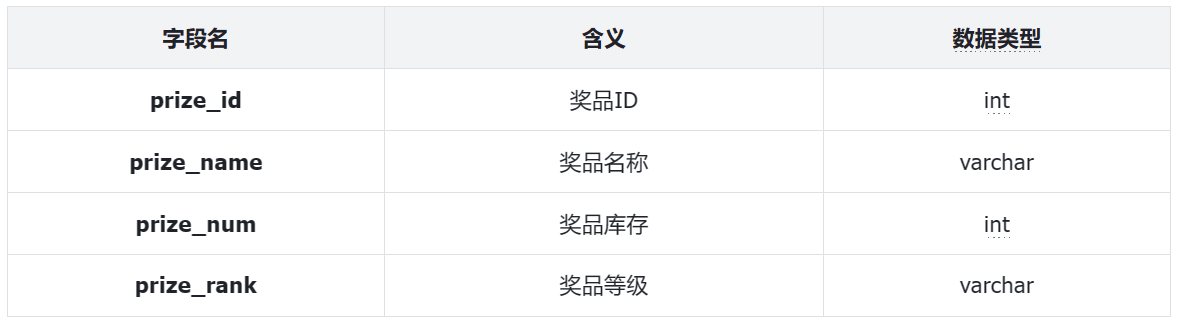 字段名 含义 数据类型
prize_id 奖品ID int
prize_name 奖品名称 varchar
prize_num 奖品库存 int
prize_rank 奖品等级 varchar